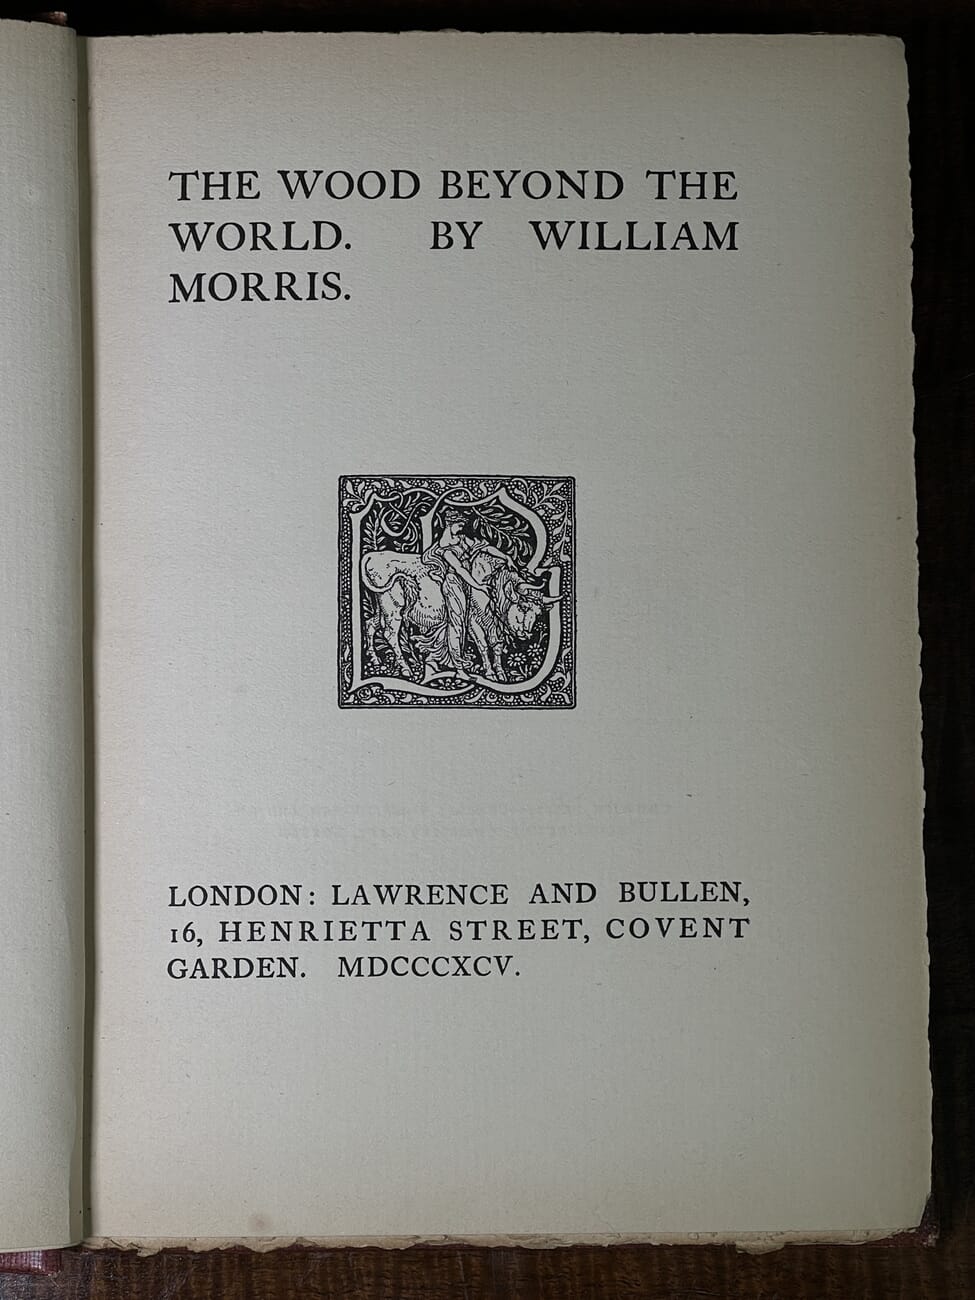 THE WOOD BEYOND THE
WORLD. BY WILLIAM
MORRIS.
LONDON: LAWRENCE AND BULLEN,
16, HENRIETTA STREET, COVENT
GARDEN. MDCCCXCV.